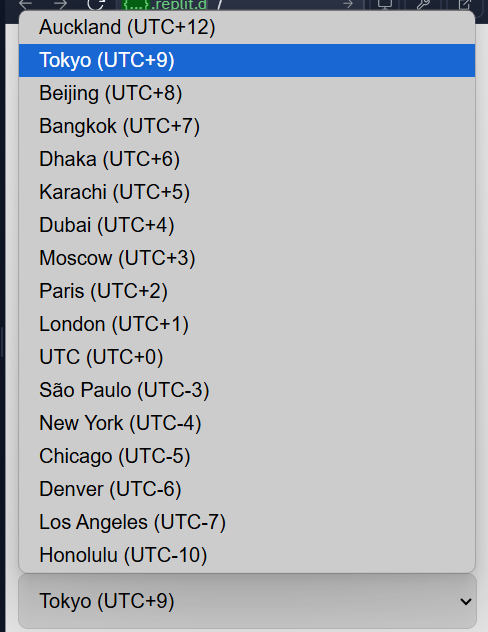 {...}.replit.d /
Auckland (UTC+12)
Tokyo (UTC+9)
Beijing (UTC+8)
Bangkok (UTC+7)
Dhaka (UTC+6)
Karachi (UTC+5)
Dubai (UTC+4)
Moscow (UTC+3)
Paris (UTC+2)
London (UTC+1)
UTC (UTC+0)
São Paulo (UTC-3)
New York (UTC-4)
Chicago (UTC-5)
Denver (UTC-6)
Los Angeles (UTC-7)
Honolulu (UTC-10)
Tokyo (UTC+9)